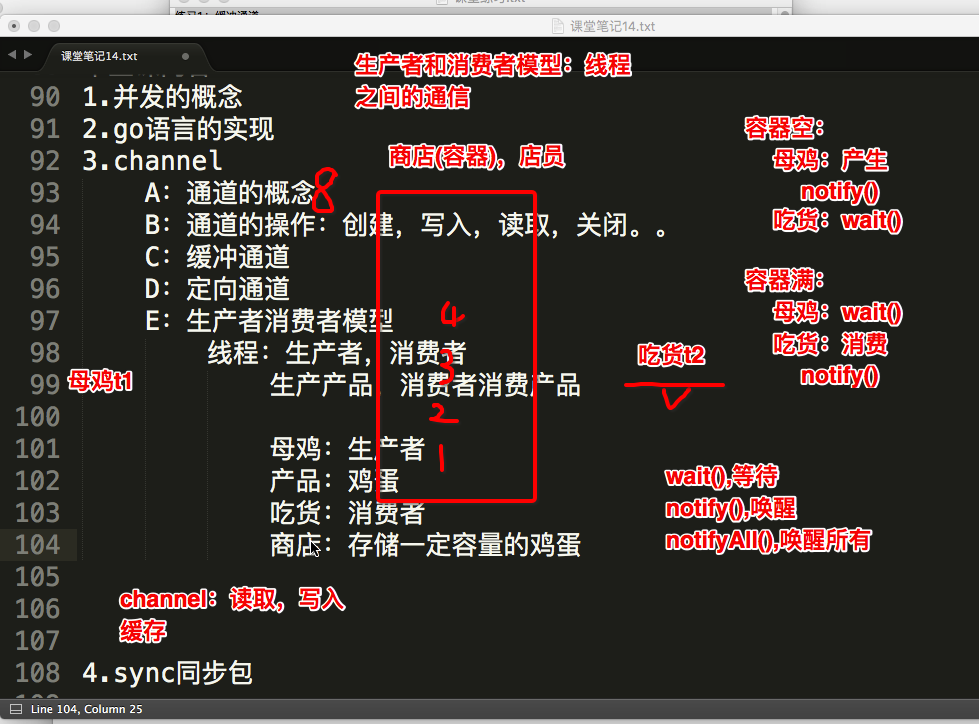 课堂笔记14.txt
课堂笔记14.txt
生产者和消费者模型：线程
之间的通信
90 1.并发的概念
91 2.go语言的实现
92 3.channel
商店(容器)，店员
93 A：通道的概念
8
94 B：通道的操作：创建，写入，读取，关闭。。
95 C：缓冲通道
96 D：定向通道
97 E：生产者消费者模型
98 线程：生产者，消费者
99 生产产品，消费者消费产品
100
101 母鸡：生产者
102 产品：鸡蛋
103 吃货：消费者
104 商店：存储一定容量的鸡蛋
105
106
107
108 4.sync同步包
母鸡t1
4
3
2
1
吃货t2
容器空：
母鸡：产生
notify()
吃货：wait()
容器满：
母鸡：wait()
吃货：消费
notify()
wait(),等待
notify(),唤醒
notifyAll(),唤醒所有
channel：读取，写入
缓存
Line 104, Column 25